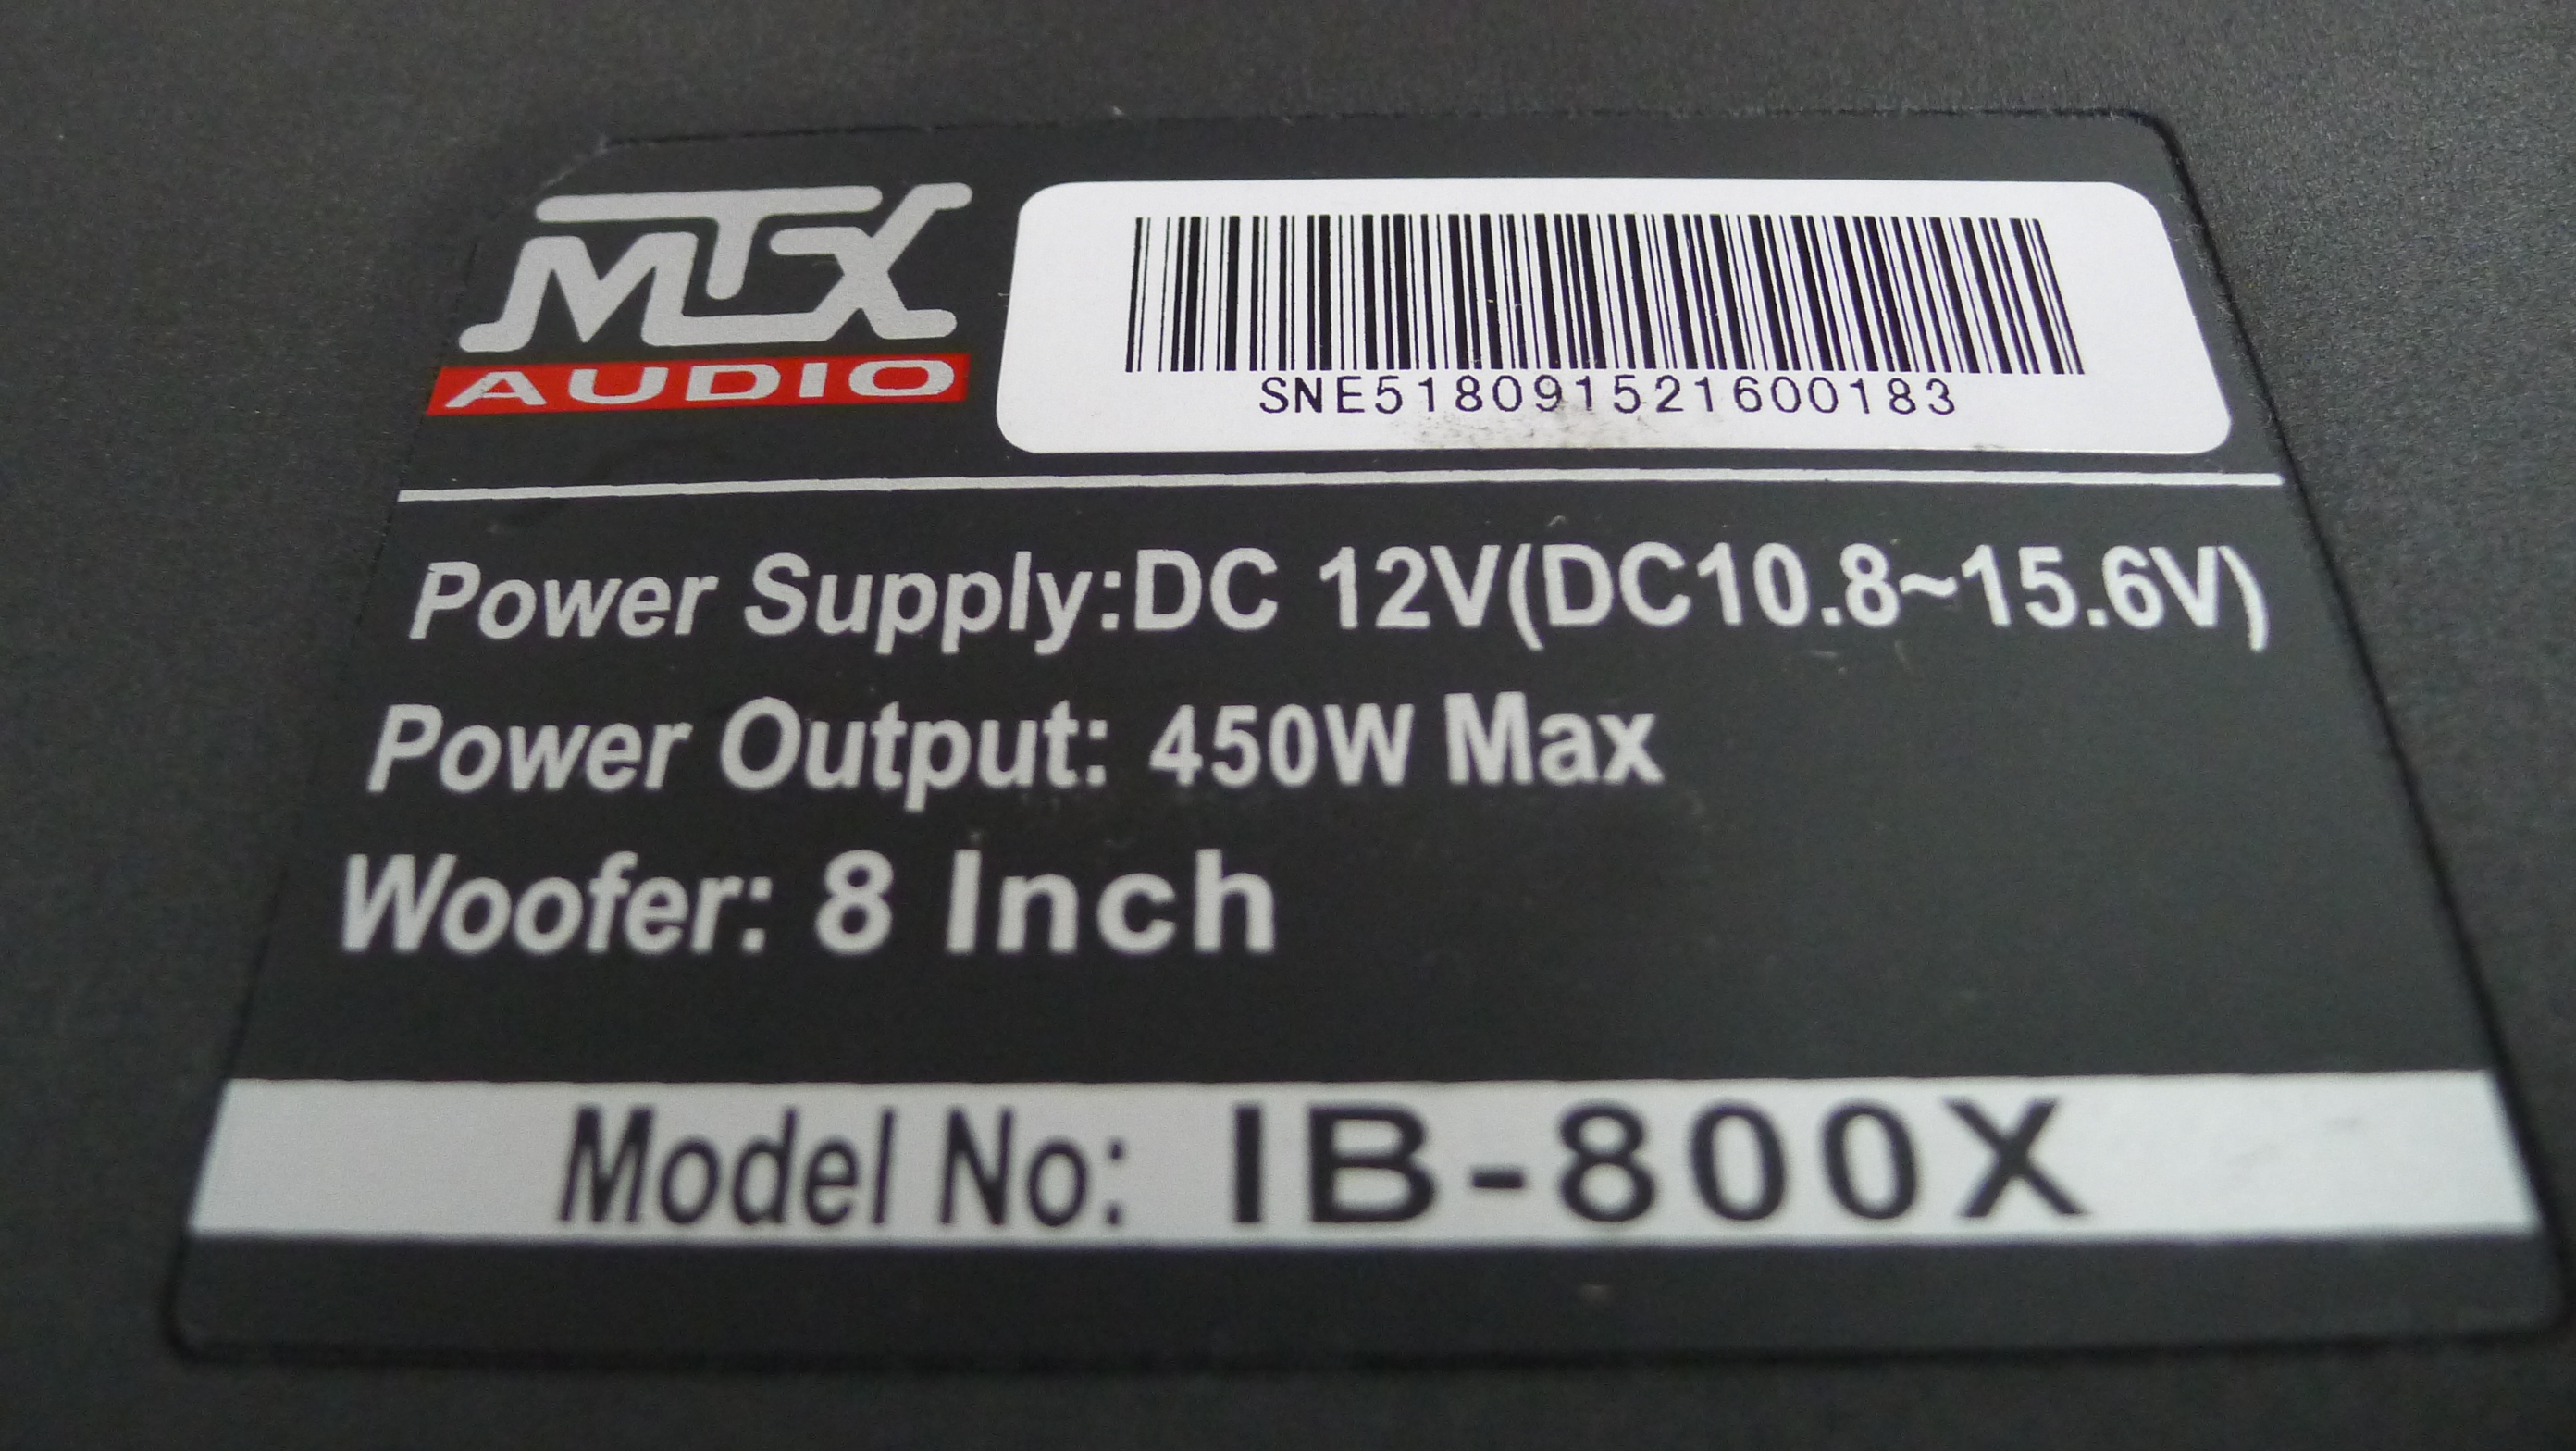 MTX
AUDIO
SNE518091521600183
Power Supply:DC 12V(DC10.8~15.6V)
Power Output: 450W Max
Woofer: 8 Inch
Model No: IB-800X